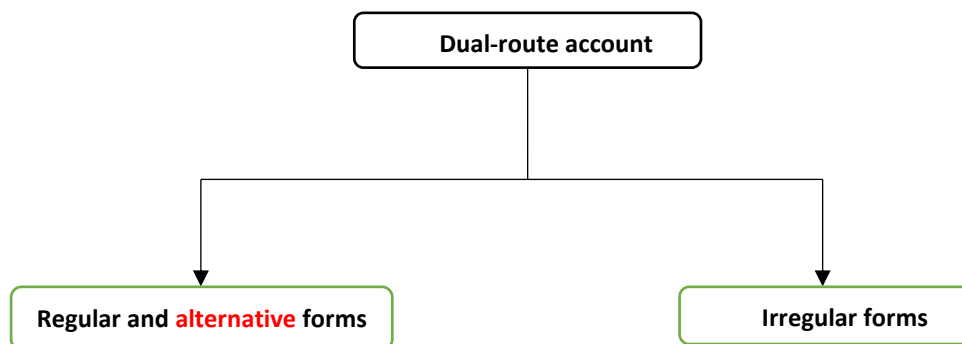 Dual-route account
Regular and alternative forms
Irregular forms